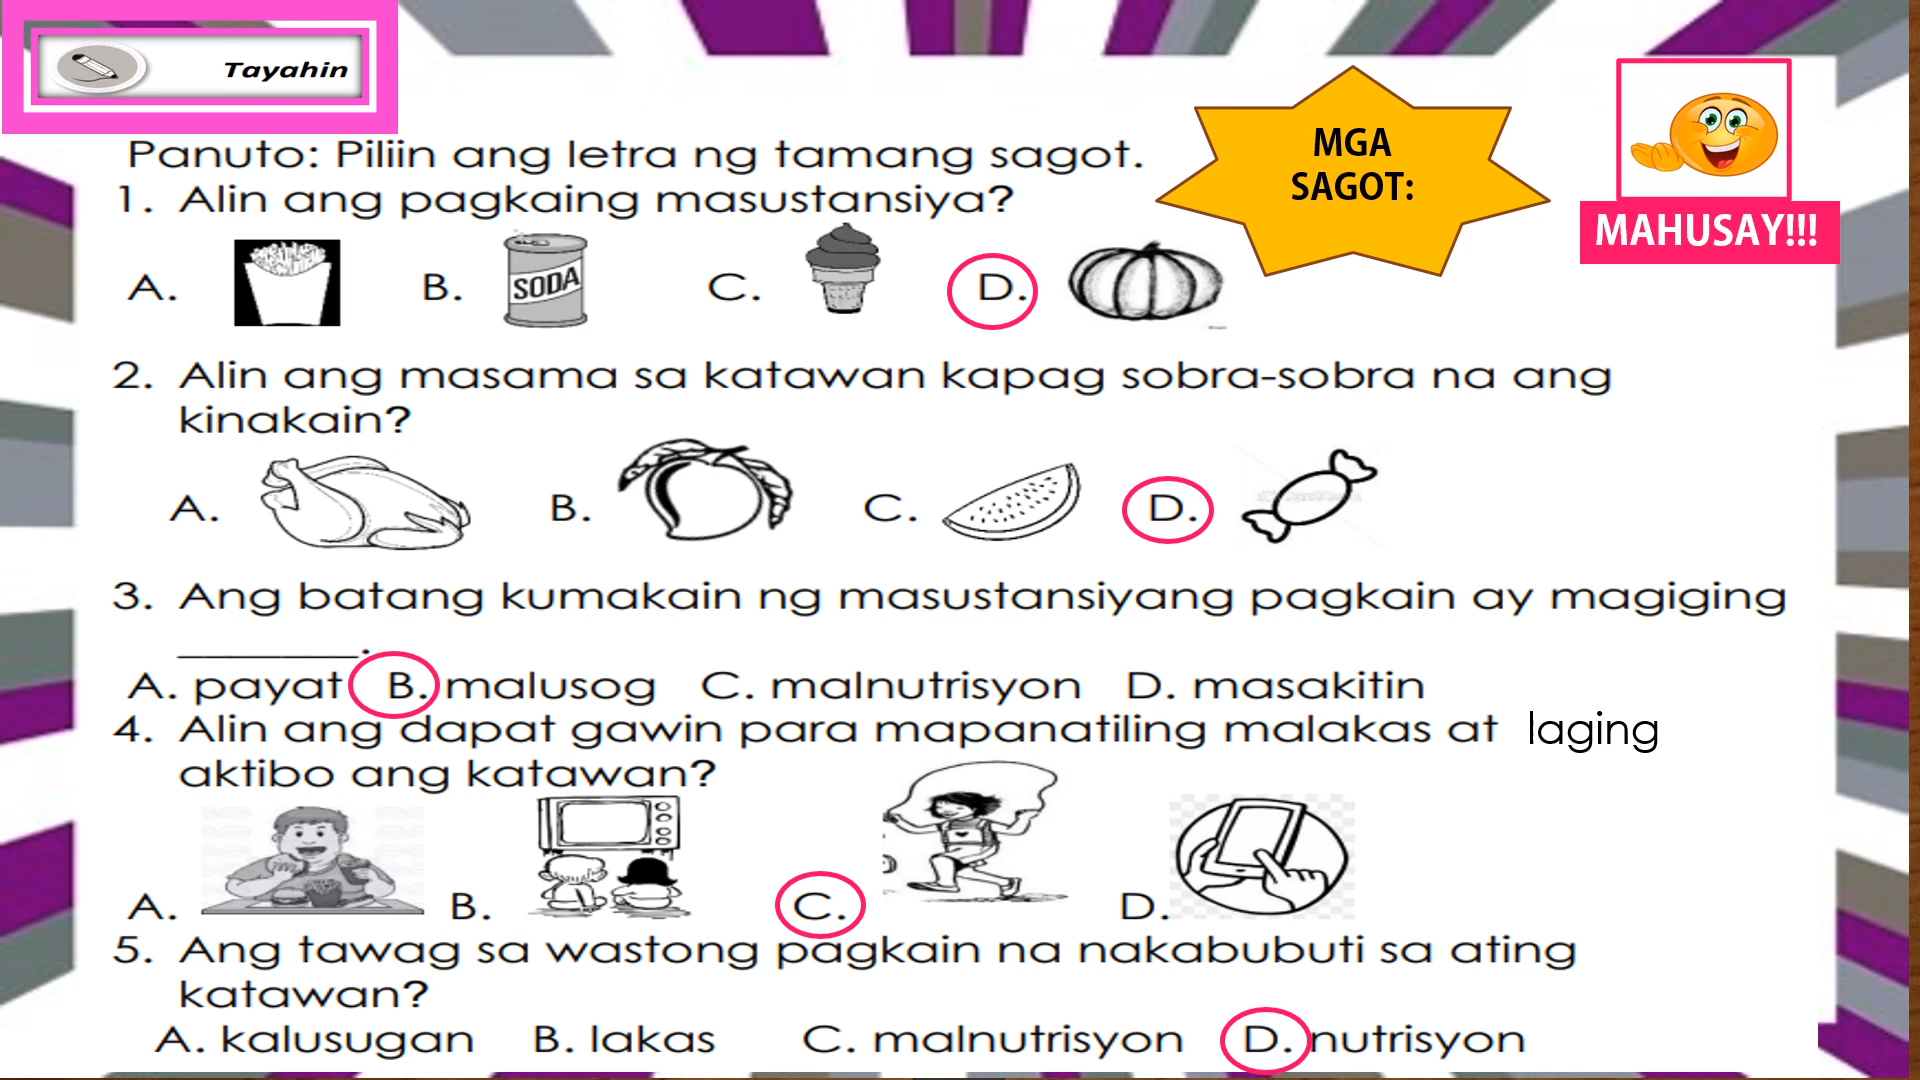 Tayahin
MGA
SAGOT:
MAHUSAY!!!
Panuto: Piliin ang letra ng tamang sagot.
1. Alin ang pagkaing masustansiya?
A. B. SODA C. D.
2. Alin ang masama sa katawan kapag sobra-sobra na ang
kinakain?
A. B. C. D.
3. Ang batang kumakain ng masustansiyang pagkain ay magiging
________.
A. payat B. malusog C. malnutrisyon D. masakitin
4. Alin ang dapat gawin para mapanatiling malakas at laging
aktibo ang katawan?
A. B. C. D.
5. Ang tawag sa wastong pagkain na nakabubuti sa ating
katawan?
A. kalusugan B. lakas C. malnutrisyon D. nutrisyon